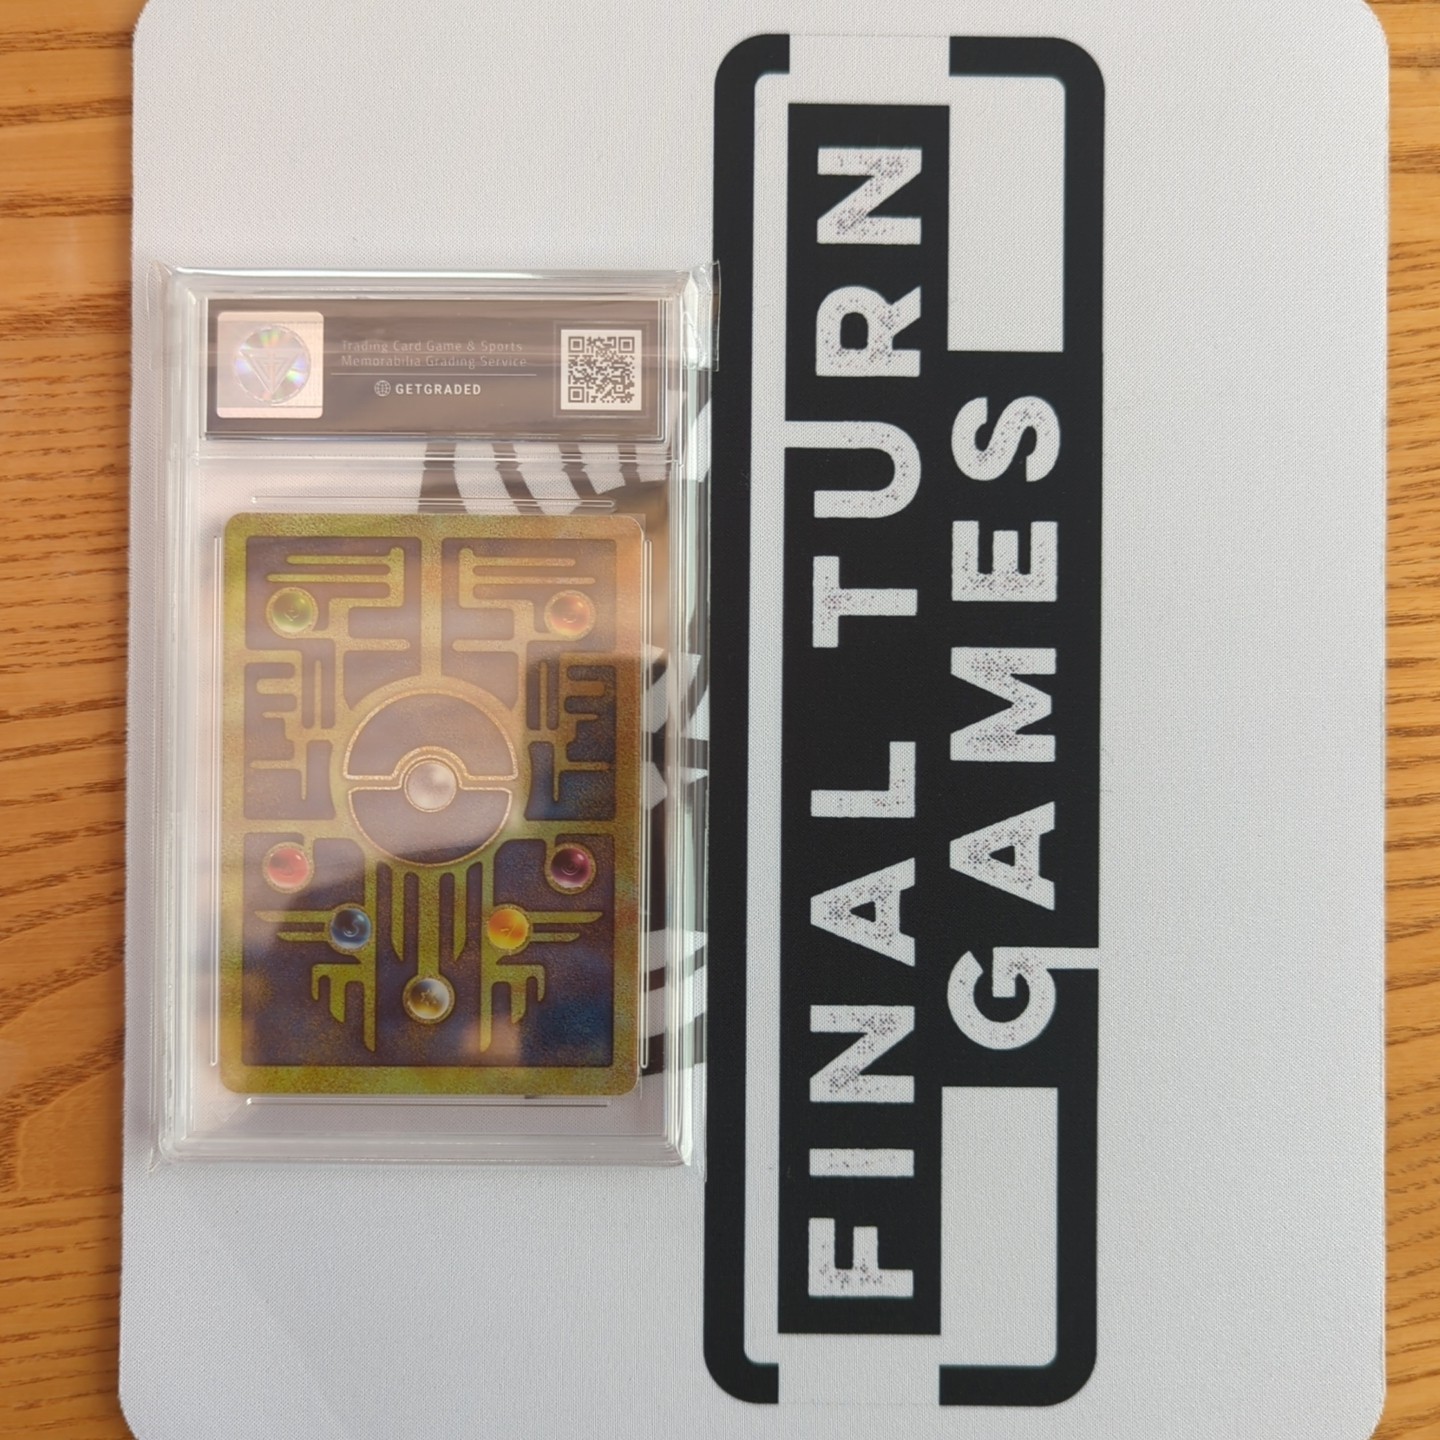 Trading Card Game & Sports
Memorabilia Grading Service
GETGRADED
FINAL TURN
GAMES